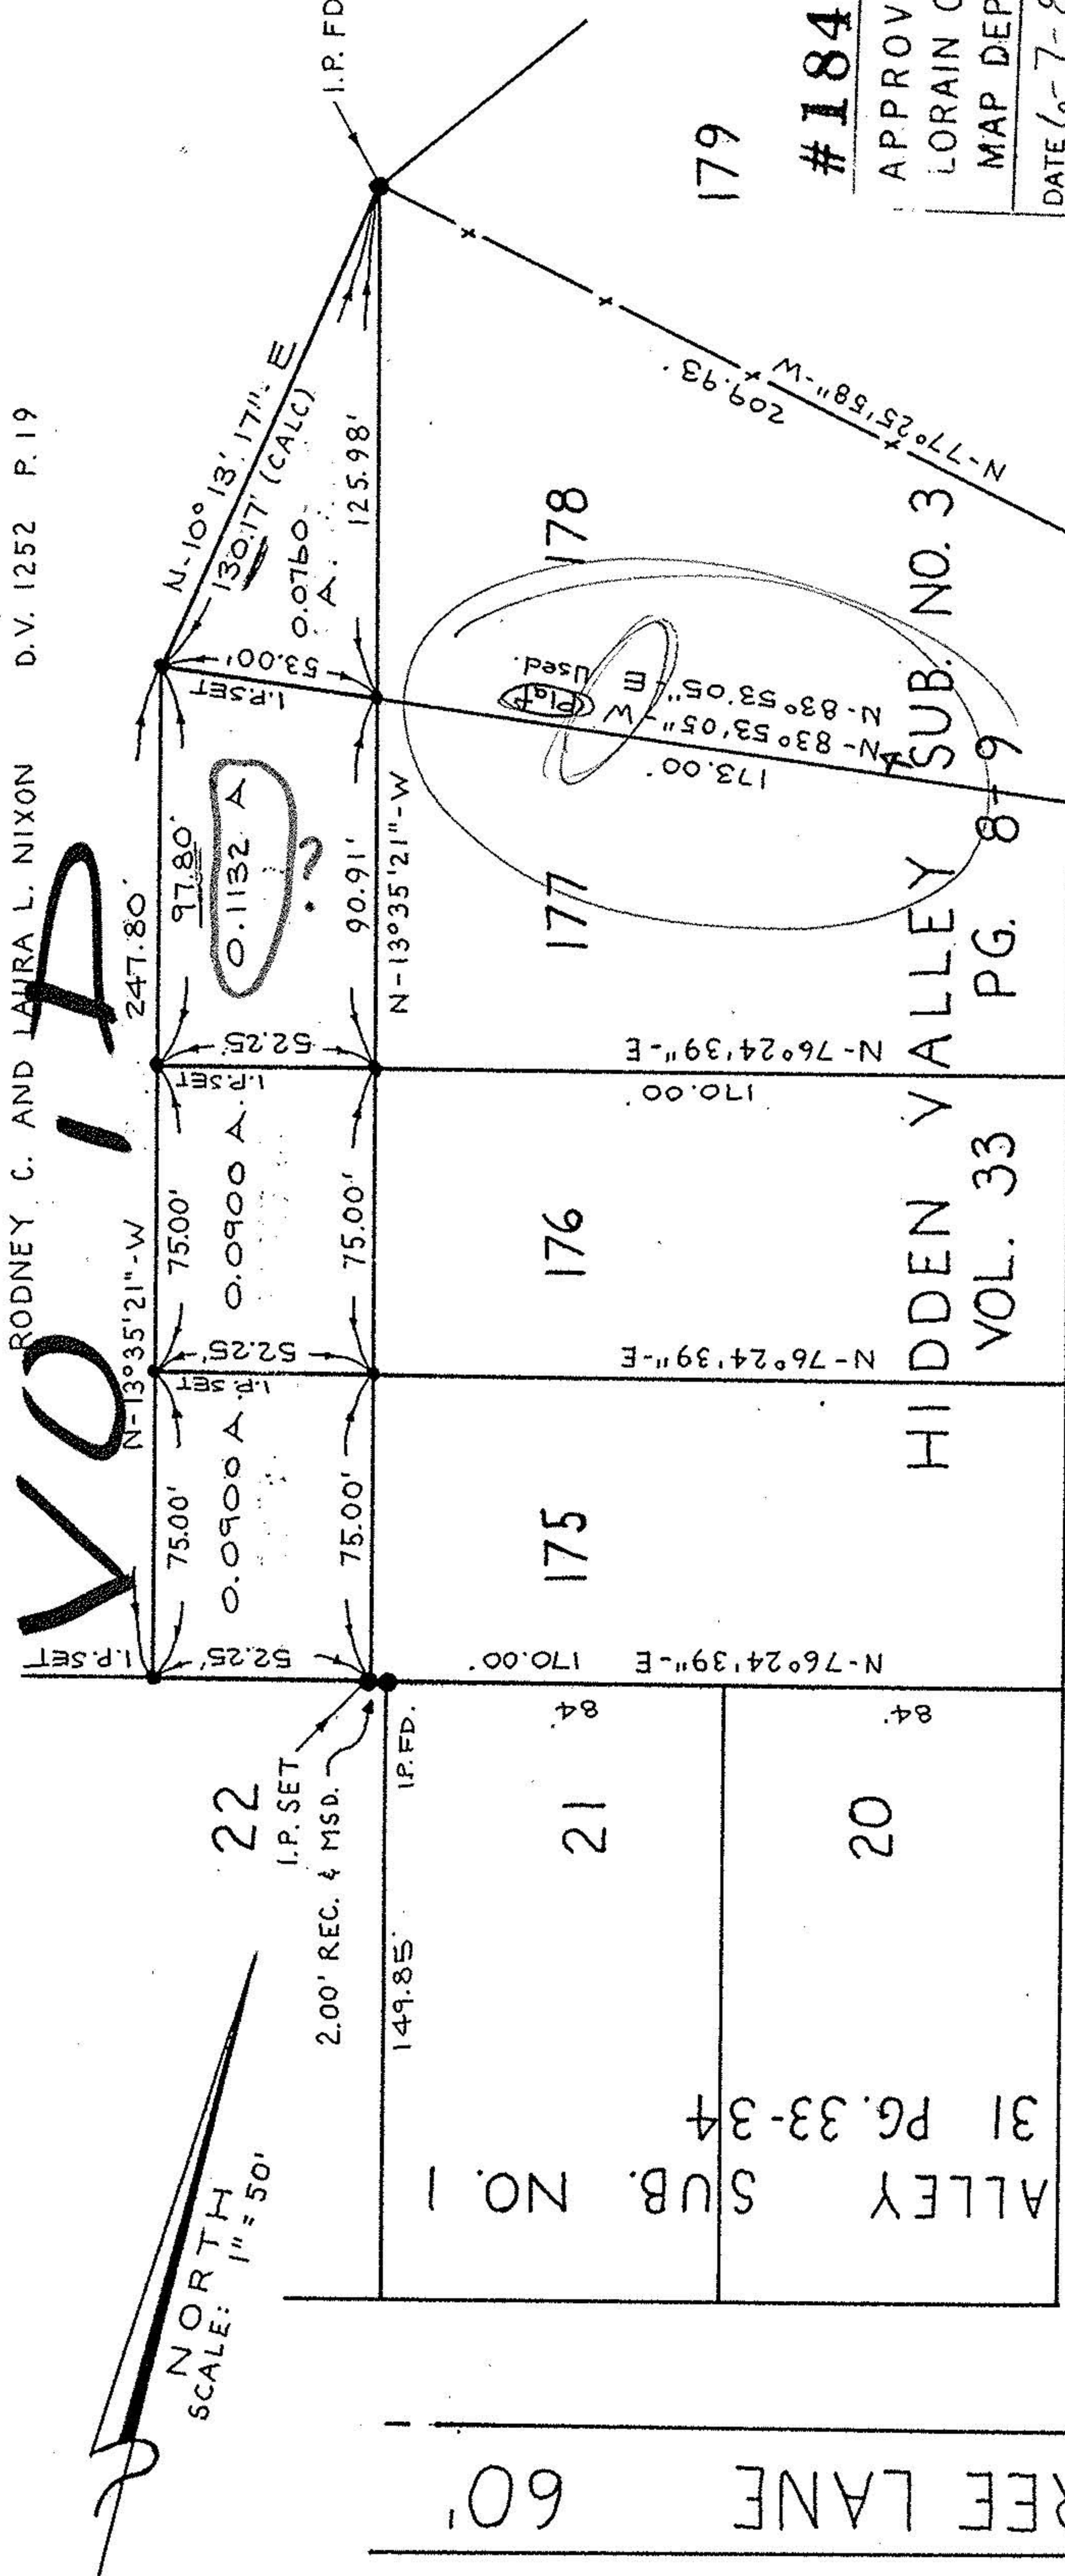 RODNEY C. AND LAURA L. NIXON D.V. 1252 P. 19
VOID
I.P. FD
N-13°35'21"-W 247.80'
N-10° 13' 17"-E
130.17' (CALC)
0.0760
A.
125.98'
53.00'
I.P. SET
97.80'
0.1132 A
?
90.91'
N-13°35'21"-W
52.25'
I.P. SET
75.00'
0.0900 A.
75.00'
52.25'
I.P. SET
75.00'
0.0900 A
75.00'
52.25'
I.P. SET
22
I.P. SET
2.00' REC. & MSD.
I.P. FD.
149.85'
175
176
177
178
179
170.00' N-76°24'39"-E
N-76°24'39"-E
170.00'
N-76°24'39"-E
173.00'
N-83°53'05"-W
N-83°53'05"
E
Plat
Used.
209.93'
N-77°25'58"-W
HIDDEN VALLEY SUB. NO. 3
VOL. 33 PG. 8-9
#184
APPROV
LORAIN C
MAP DEP
DATE 6-7-8
21
84'
20
84'
ALLEY SUB. NO. 1
31 PG. 33-34
NORTH
SCALE: 1" = 50'
REE LANE 60'